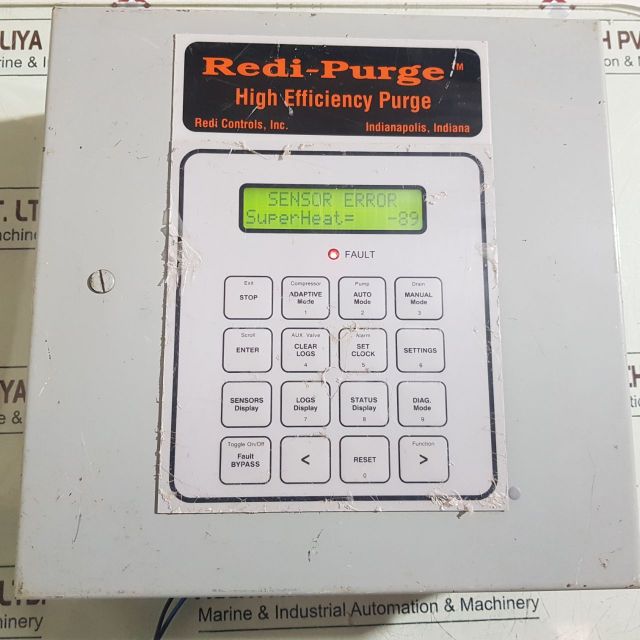 Redi-Purge TM
High Efficiency Purge
Redi Controls, Inc. Indianapolis, Indiana
SENSOR ERROR
SuperHeat= -89
FAULT
Exit
STOP
Compressor
ADAPTIVE
Mode
1
Pump
AUTO
Mode
2
Drain
MANUAL
Mode
3
Scroll
ENTER
AUX. Valve
CLEAR
LOGS
4
Alarm
SET
CLOCK
5
SETTINGS
6
SENSORS
Display
LOGS
Display
7
STATUS
Display
8
DIAG.
Mode
9
Toggle On/Off
Fault
BYPASS
<
RESET
0
Function
>
Marine & Industrial Automation & Machinery